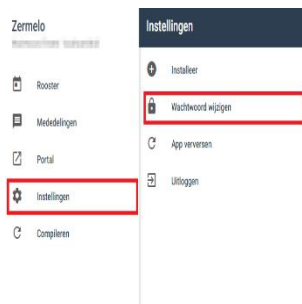 Zermelo
Rooster
Mededelingen
Portal
Instellingen
Compileren
Instellingen
Installeer
Wachtwoord wijzigen
App verversen
Uitloggen